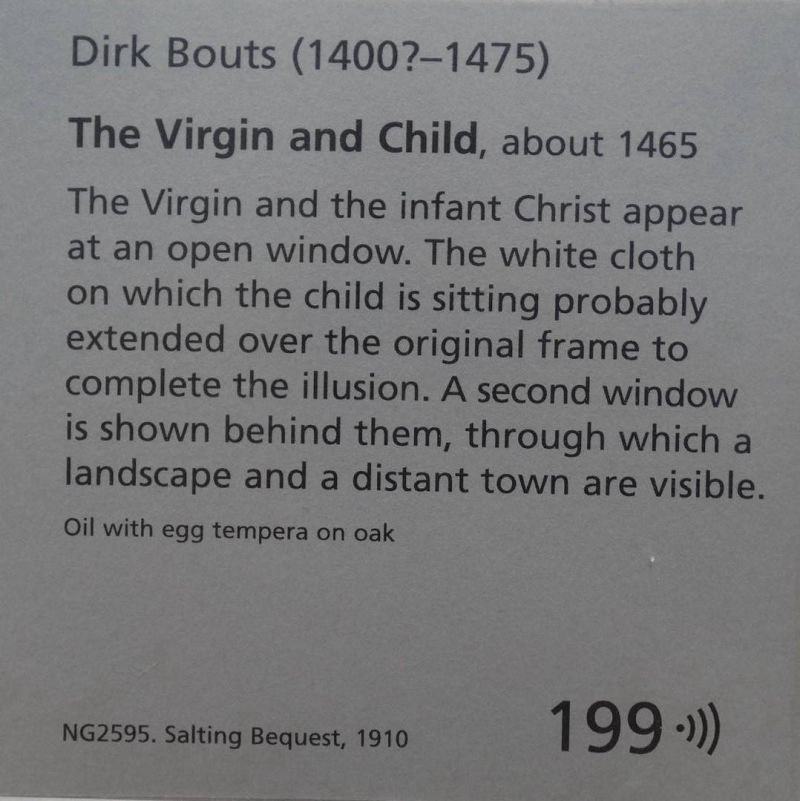 Dirk Bouts (1400?–1475)
The Virgin and Child, about 1465
The Virgin and the infant Christ appear
at an open window. The white cloth
on which the child is sitting probably
extended over the original frame to
complete the illusion. A second window
is shown behind them, through which a
landscape and a distant town are visible.
Oil with egg tempera on oak
NG2595. Salting Bequest, 1910
199